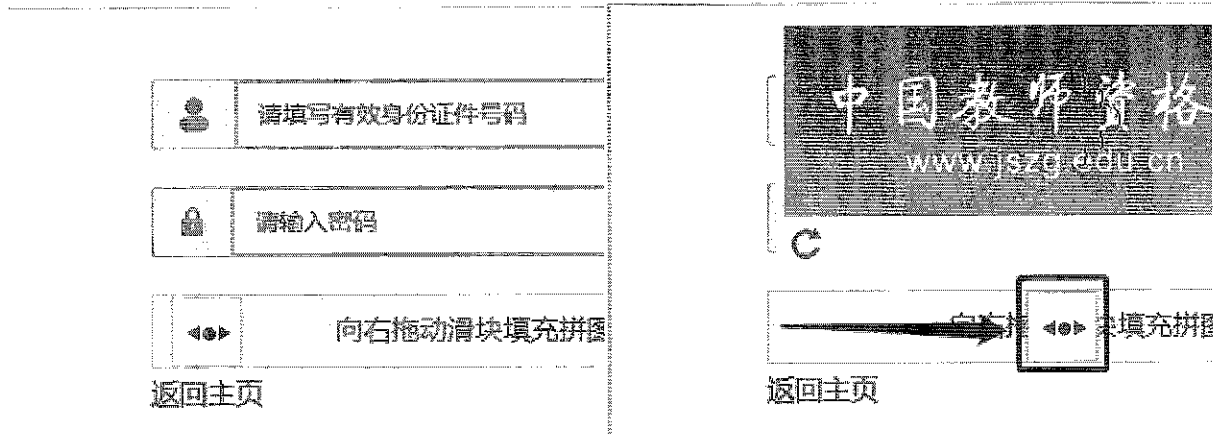 请填写有效身份证件号码
请输入密码
向右拖动滑块填充拼图
返回主页
中国教师资格
www.jszg.edu.cn
块填充拼图
返回主页